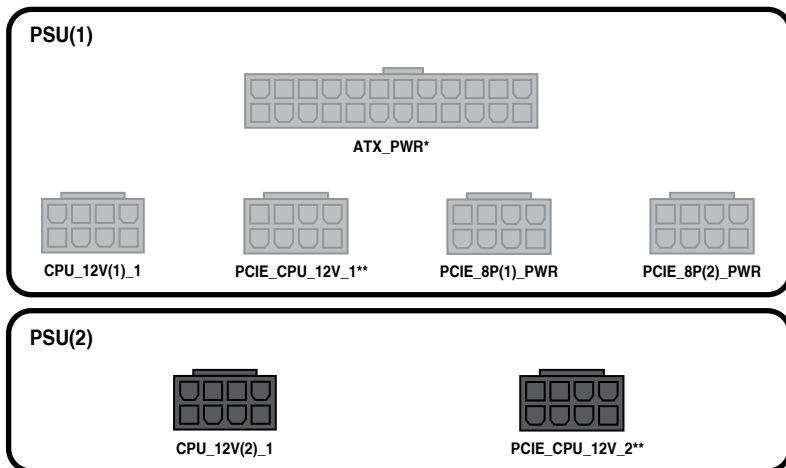 PSU(1)
ATX_PWR*
CPU_12V(1)_1 PCIE_CPU_12V_1** PCIE_8P(1)_PWR PCIE_8P(2)_PWR
PSU(2)
CPU_12V(2)_1 PCIE_CPU_12V_2**